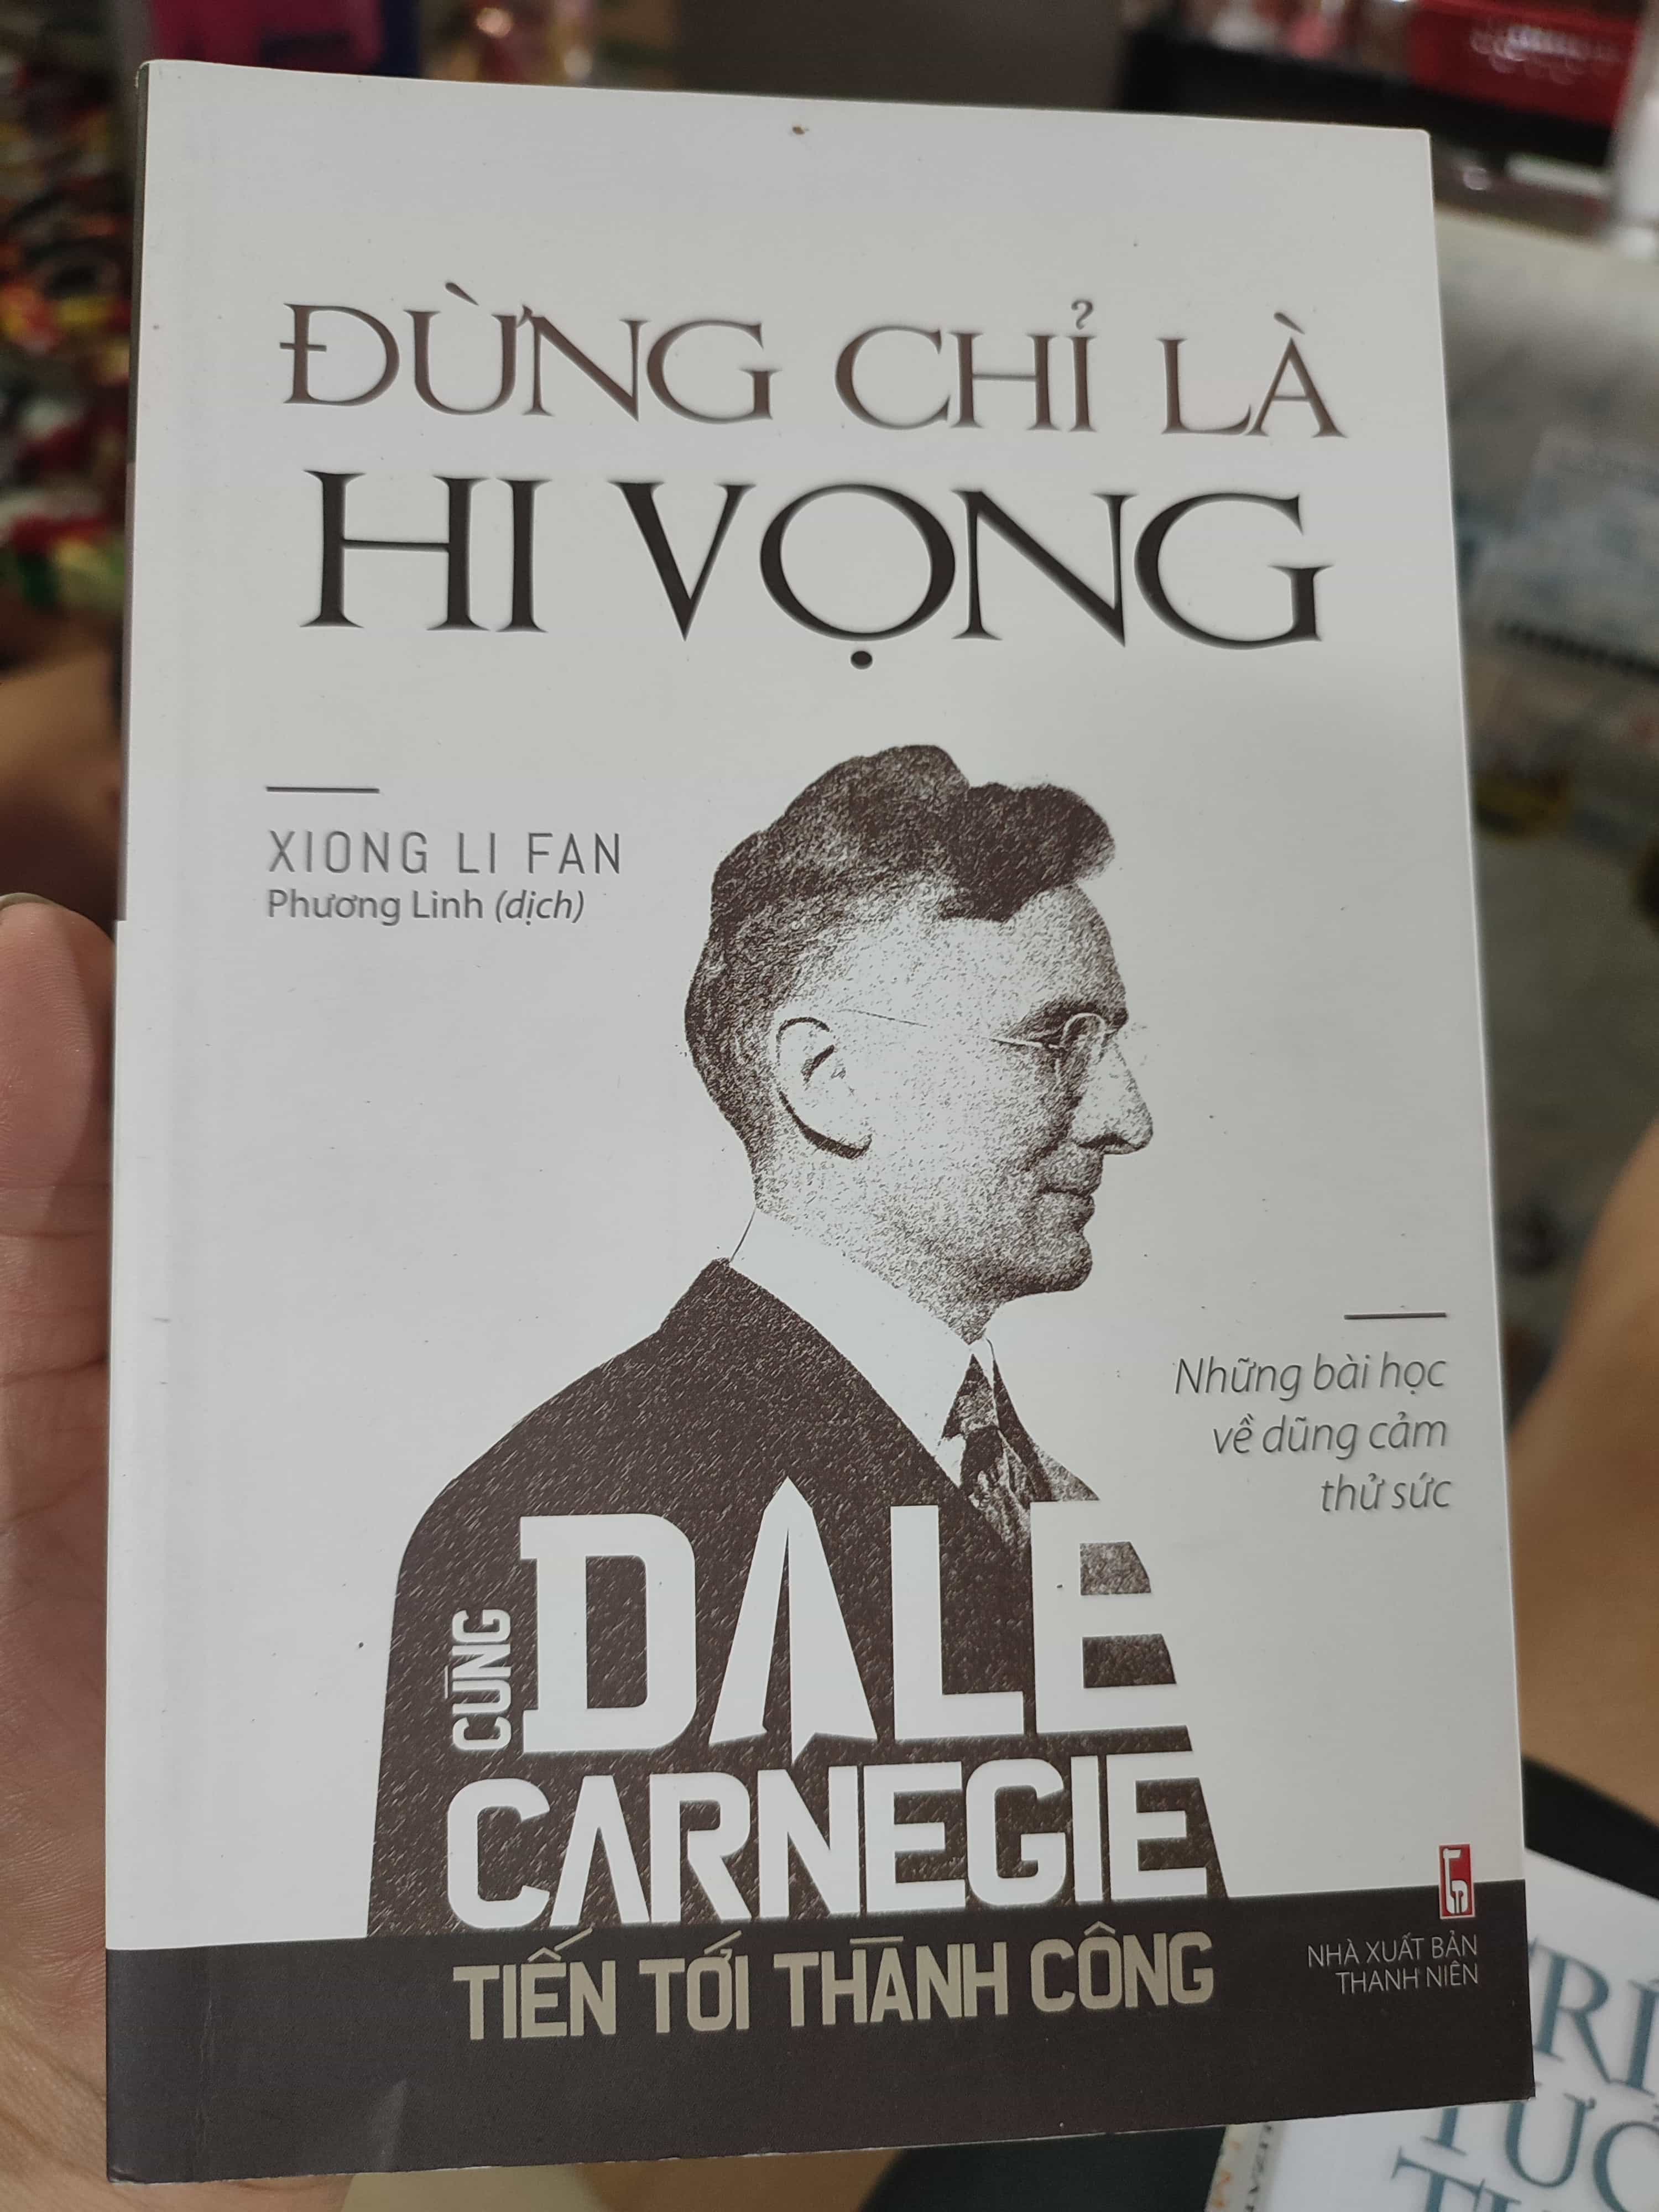 ĐỪNG CHỈ LÀ
HI VỌNG
XIONG LI FAN
Phương Linh (dịch)
Những bài học
về dũng cảm
thử sức
CÙNG
DALE
CARNEGIE
TIẾN TỚI THÀNH CÔNG
NHÀ XUẤT BẢN
THANH NIÊN